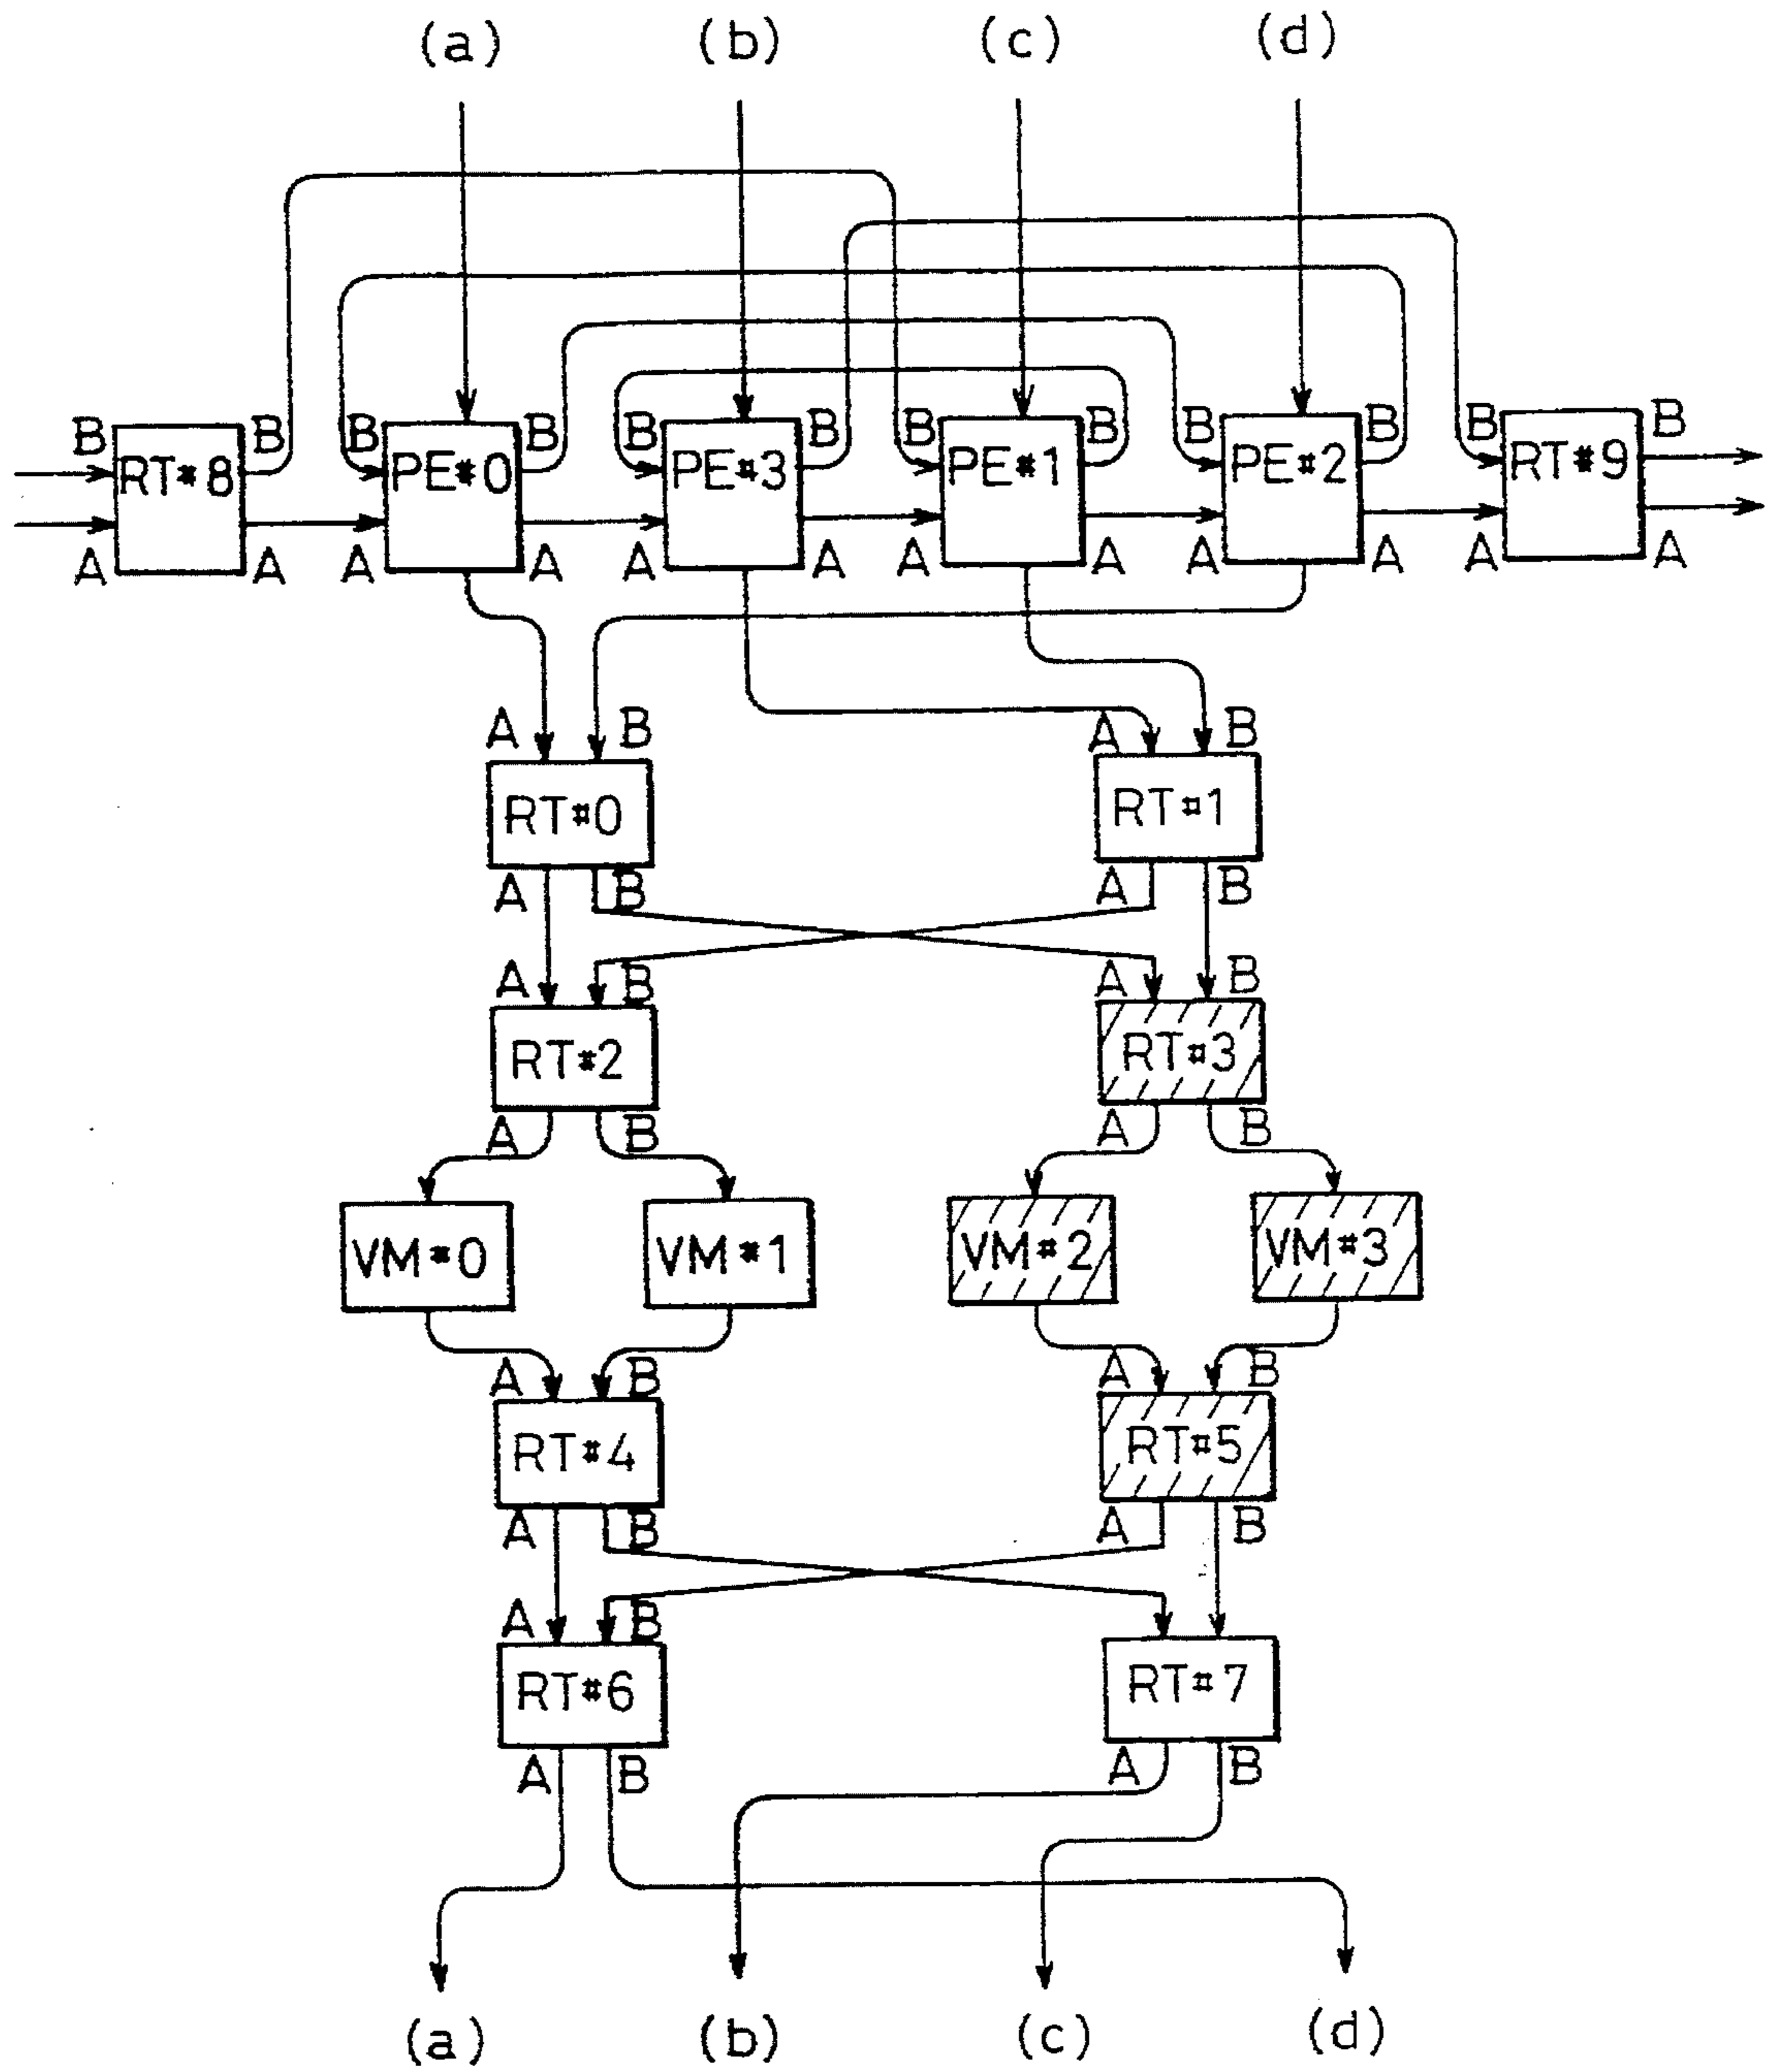 (a) (b) (c) (d)
B B B B B B B B B B B B
RT#8 PE#0 PE#3 PE#1 PE#2 RT#9
A A A A A A A A A A A A
A B A B
RT#0 RT#1
A B A B
A B A B
RT#2 RT#3
A B A B
VM#0 VM#1 VM#2 VM#3
A B A B
RT#4 RT#5
A B A B
A B
RT#6 RT#7
A B A B
(a) (b) (c) (d)